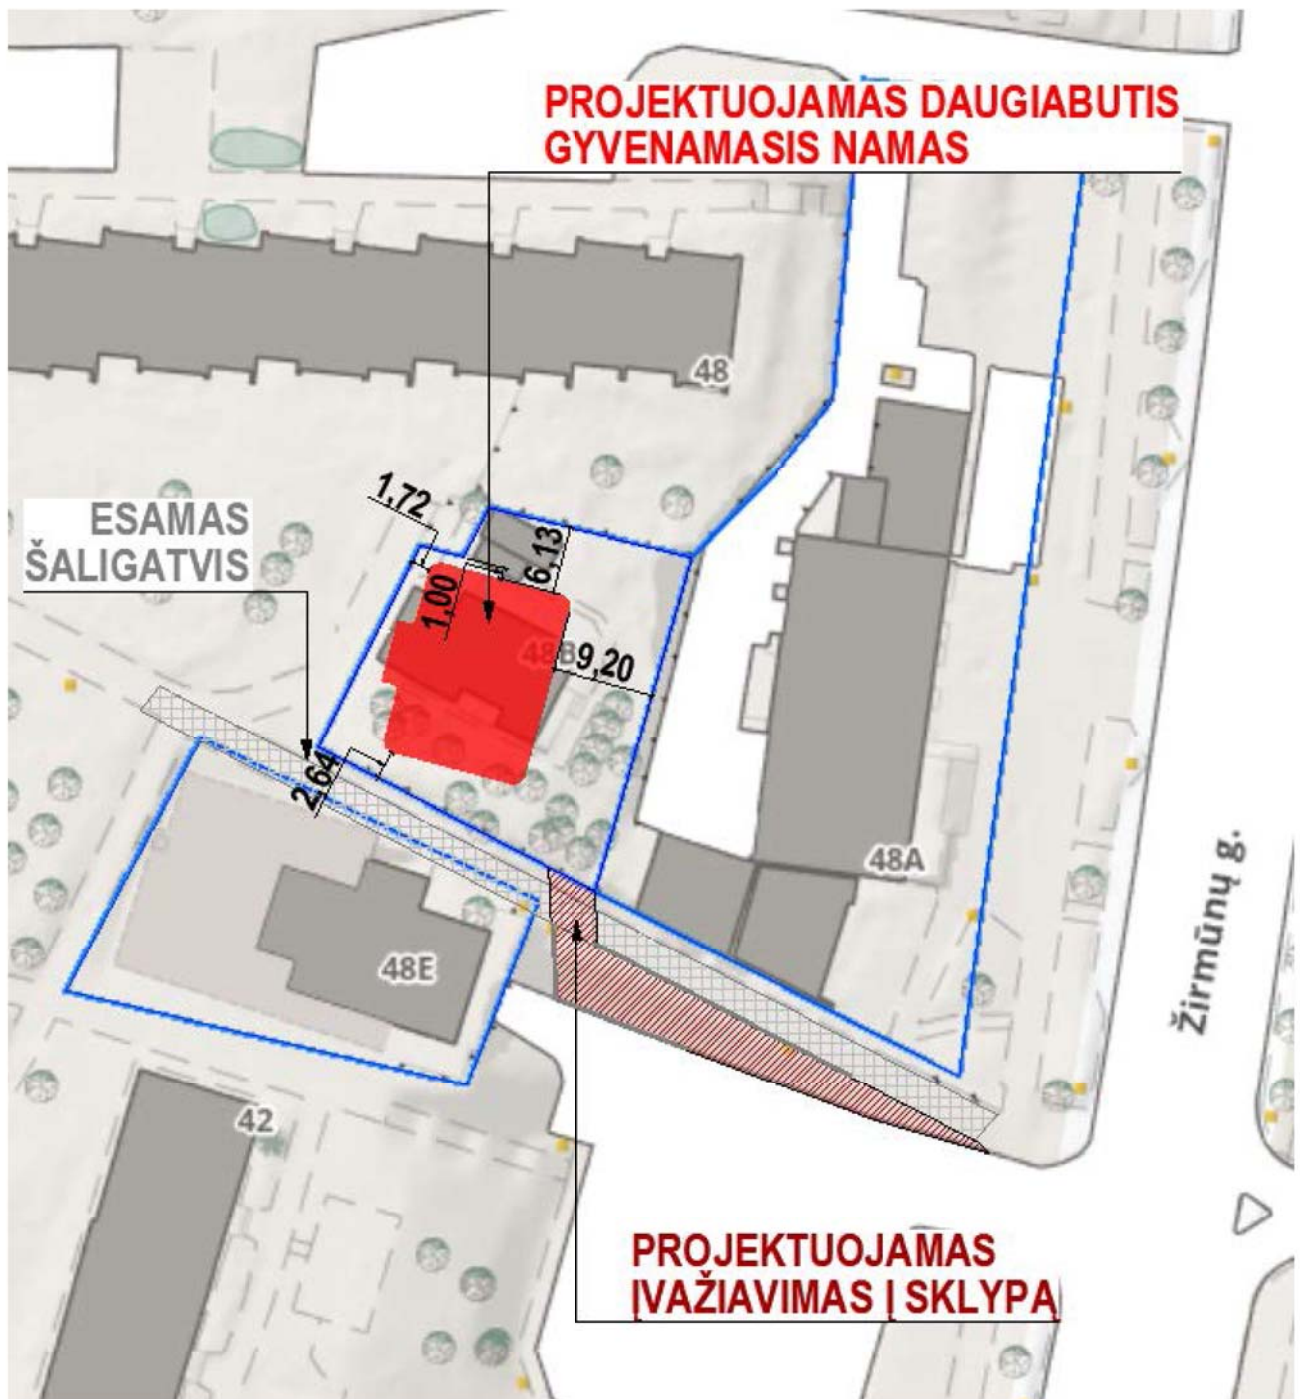 PROJEKTUOJAMAS DAUGIABUTIS
GYVENAMASIS NAMAS
48
1,72
ESAMAS
ŠALIGATVIS
6,13
1,00
48B
9,20
2,64
48A
Žirmūnų g.
48E
42
PROJEKTUOJAMAS
ĮVAŽIAVIMAS Į SKLYPĄ